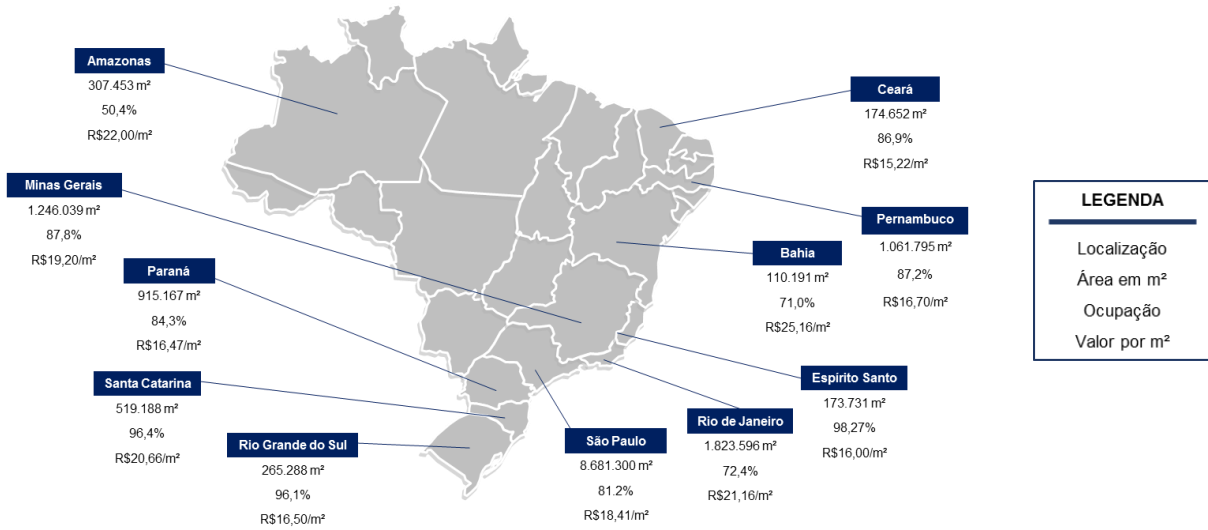 Amazonas
307.453 m²
50,4%
R$22,00/m²
Minas Gerais
1.246.039 m²
87,8%
R$19,20/m²
Paraná
915.167 m²
84,3%
R$16,47/m²
Santa Catarina
519.188 m²
96,4%
R$20,66/m²
Rio Grande do Sul
265.288 m²
96,1%
R$16,50/m²
São Paulo
8.681.300 m²
81.2%
R$18,41/m²
Rio de Janeiro
1.823.596 m²
72,4%
R$21,16/m²
Espírito Santo
173.731 m²
98,27%
R$16,00/m²
Bahia
110.191 m²
71,0%
R$25,16/m²
Pernambuco
1.061.795 m²
87,2%
R$16,70/m²
Ceará
174.652 m²
86,9%
R$15,22/m²
LEGENDA
Localização
Área em m²
Ocupação
Valor por m²